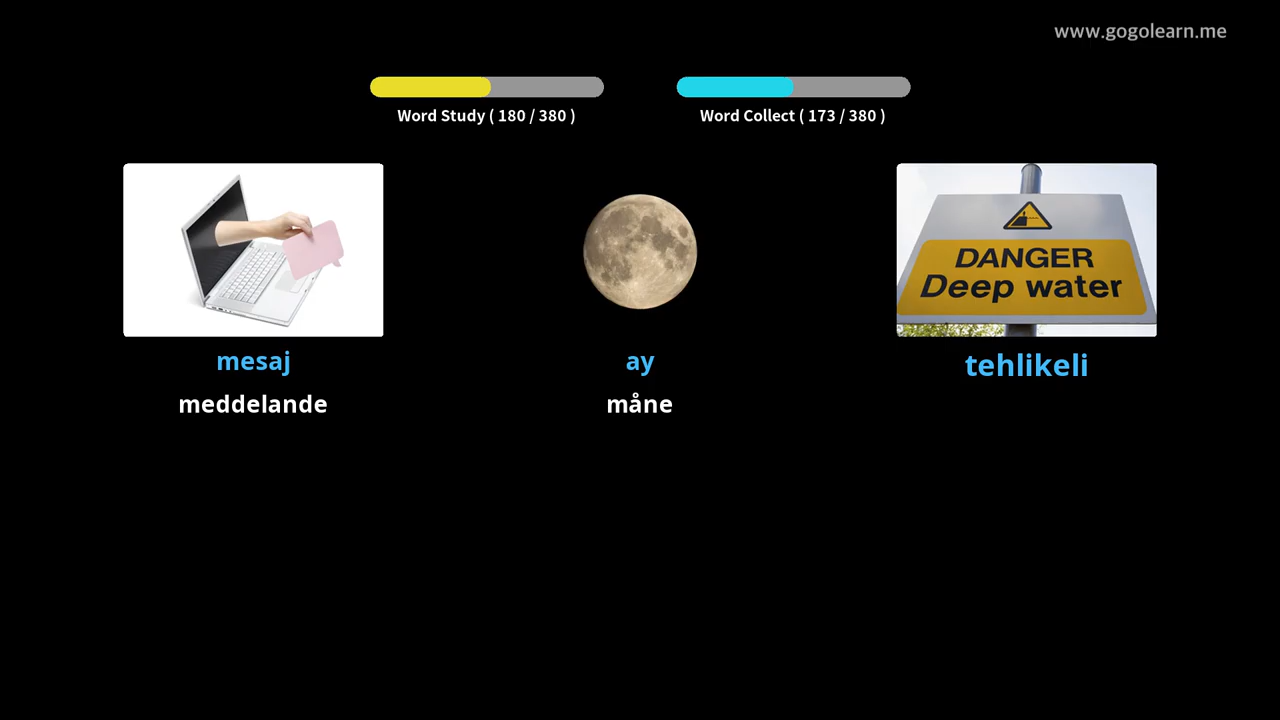 www.gogolearn.me
Word Study ( 180 / 380 )
Word Collect ( 173 / 380 )
DANGER
Deep water
mesaj
ay
tehlikeli
meddelande
måne